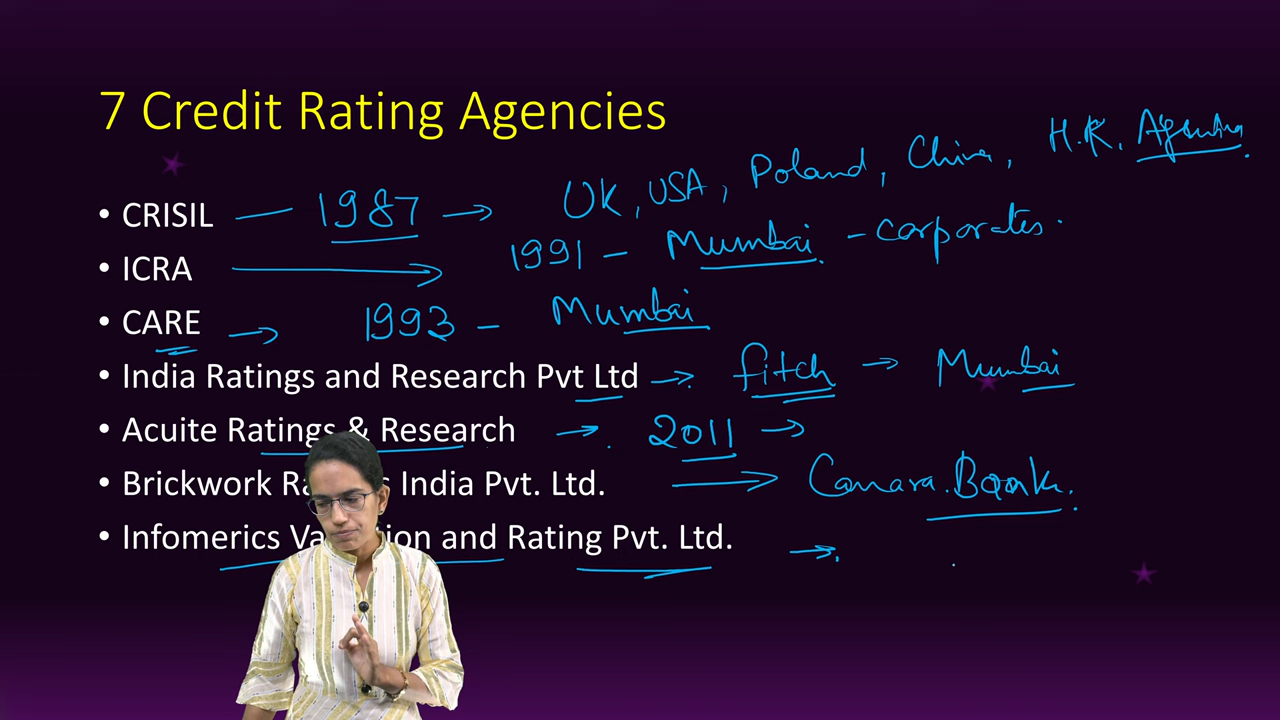 7 Credit Rating Agencies
• CRISIL — 1987 → UK, USA, Poland, China, H.K.
• ICRA → 1991 – Mumbai – corporates.
• CARE → 1993 – Mumbai
• India Ratings and Research Pvt Ltd → fitch → Mumbai
• Acuite Ratings & Research → 2011 →
• Brickwork India Pvt. Ltd. → Canara Bank.
• Infomerics and Rating Pvt. Ltd. →